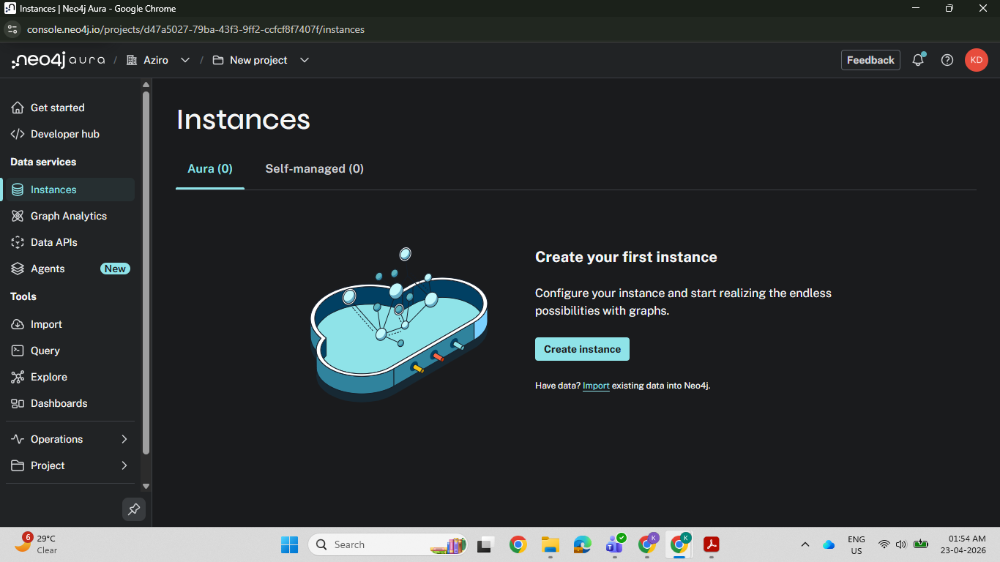 Instances | Neo4j Aura - Google Chrome
console.neo4j.io/projects/d47a5027-79ba-43f3-9ff2-ccfcf8f7407f/instances
neo4j aura / Aziro / New project
Feedback
KD
Get started
Developer hub
Data services
Instances
Graph Analytics
Data APIs
Agents New
Tools
Import
Query
Explore
Dashboards
Operations
Project
Instances
Aura (0) Self-managed (0)
Create your first instance
Configure your instance and start realizing the endless
possibilities with graphs.
Create instance
Have data? Import existing data into Neo4j.
6
29°C
Clear
Search
T
K
K
ENG
US
01:54 AM
23-04-2026